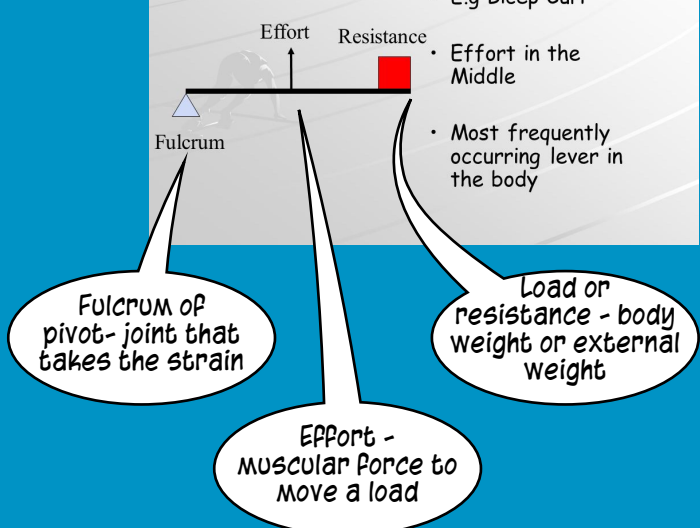 Effort
Resistance
• Effort in the
Middle
Fulcrum
• Most frequently
occurring lever in
the body
Fulcrum of
pivot- joint that
takes the strain
Load or
resistance - body
weight or external
weight
Effort -
muscular force to
move a load